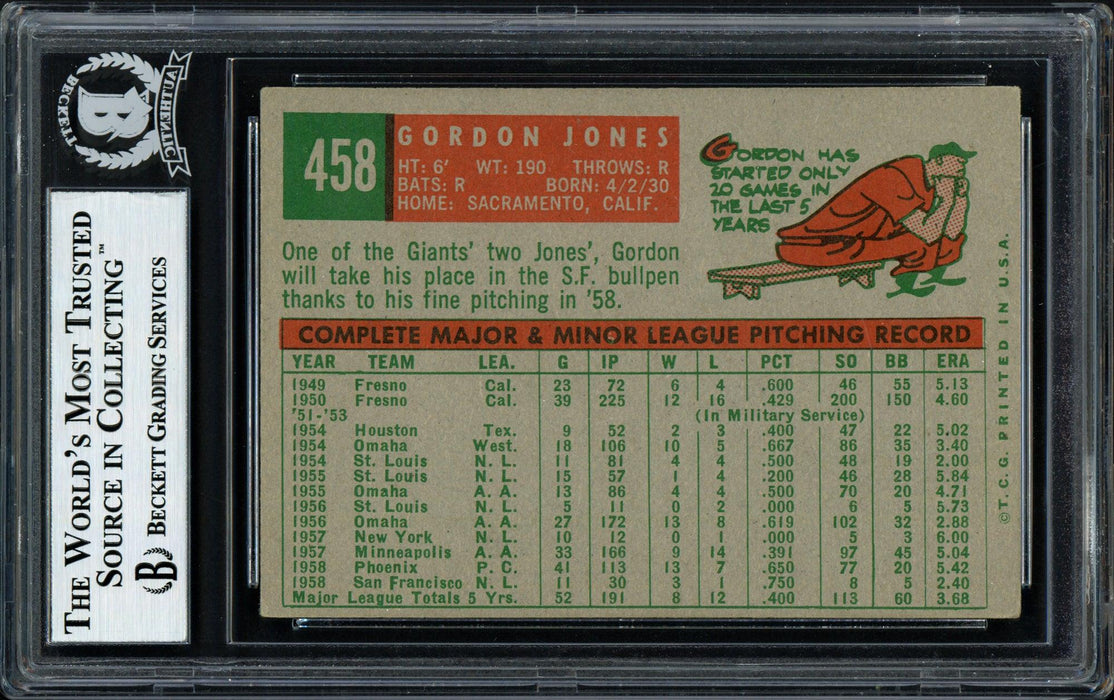 BECKETT
B
AUTHENTIC
THE WORLD'S MOST TRUSTED
SOURCE IN COLLECTING™
BECKETT GRADING SERVICES
B
458
GORDON JONES
HT: 6' WT: 190 THROWS: R
BATS: R BORN: 4/2/30
HOME: SACRAMENTO, CALIF.
GORDON HAS
STARTED ONLY
20 GAMES IN
THE LAST 5
YEARS
One of the Giants' two Jones', Gordon
will take his place in the S.F. bullpen
thanks to his fine pitching in '58.
COMPLETE MAJOR & MINOR LEAGUE PITCHING RECORD
YEAR TEAM LEA. G IP W L PCT SO BB ERA
1949 Fresno Cal. 23 72 6 4 .600 46 55 5.13
1950 Fresno Cal. 39 225 12 16 .429 200 150 4.60
'51-'53 (In Military Service)
1954 Houston Tex. 9 52 2 3 .400 47 22 5.02
1954 Omaha West. 18 106 10 5 .667 86 35 3.40
1954 St. Louis N. L. 11 81 4 4 .500 48 19 2.00
1955 St. Louis N. L. 15 57 1 4 .200 46 28 5.84
1955 Omaha A. A. 13 86 4 4 .500 70 20 4.71
1956 St. Louis N. L. 5 11 0 2 .000 6 5 5.73
1956 Omaha A. A. 27 172 13 8 .619 102 32 2.88
1957 New York N. L. 10 12 0 1 .000 5 3 6.00
1957 Minneapolis A. A. 33 166 9 14 .391 97 45 5.04
1958 Phoenix P. C. 41 113 13 7 .650 77 20 5.42
1958 San Francisco N. L. 11 30 3 1 .750 8 5 2.40
Major League Totals 5 Yrs. 52 191 8 12 .400 113 60 3.68
©T. C. G. PRINTED IN U.S.A.